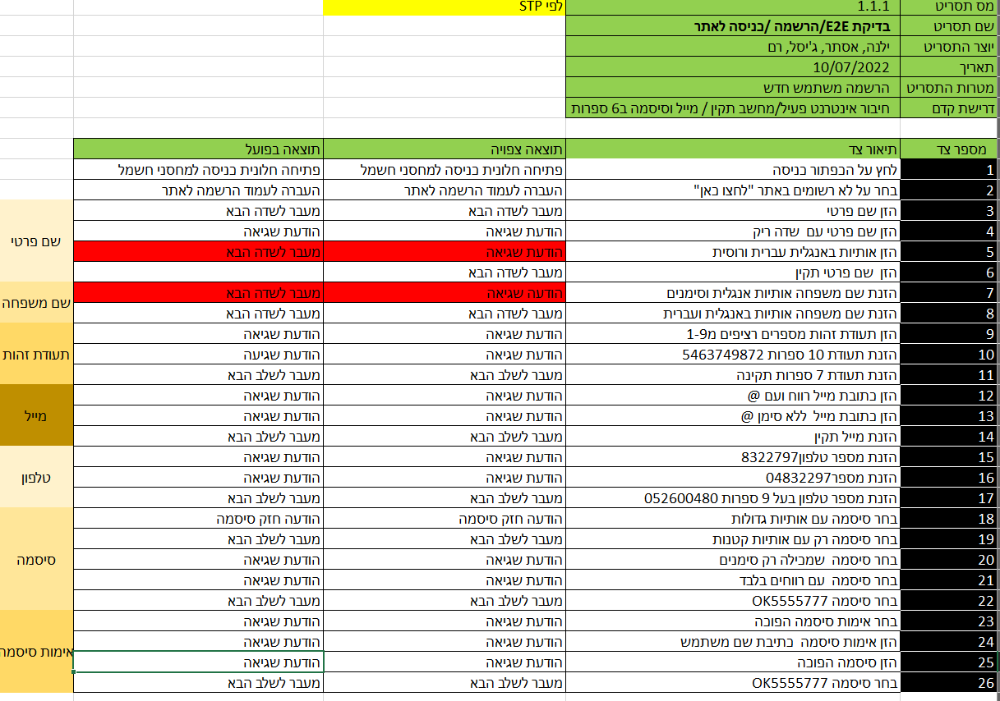 מס תסריט 1.1.1 לפי STP
שם תסריט בדיקת E2E/הרשמה /כניסה לאתר
יוצר התסריט ילנה, אסתר, ג'יסל, רם
תאריך 10/07/2022
מטרות התסריט הרשמה משתמש חדש
דרישת קדם חיבור אינטרנט פעיל/מחשב תקין / מייל וסיסמה ב6 ספרות
מספר צד תיאור צד תוצאה צפויה תוצאה בפועל
1 לחץ על הכפתור כניסה פתיחה חלונית כניסה למחסני חשמל פתיחה חלונית כניסה למחסני חשמל
2 בחר על לא רשומים באתר "לחצו כאן" העברה לעמוד הרשמה לאתר העברה לעמוד הרשמה לאתר
3 הזן שם פרטי מעבר לשדה הבא מעבר לשדה הבא
4 הזן שם פרטי עם שדה ריק הודעת שגיאה הודעת שגיאה
שם פרטי
5 הזן אותיות באנגלית עברית ורוסית הודעת שגיאה מעבר לשדה הבא
6 הזן שם פרטי תקין מעבר לשדה הבא
7 הזנת שם משפחה אותיות אנגלית וסימנים הודעה שגיאה מעבר לשדה הבא
שם משפחה
8 הזנת שם משפחה אותיות באנגלית ועברית מעבר לשדה הבא מעבר לשדה הבא
9 הזן תעודת זהות מספרים רציפים מ1-9 הודעת שגיאה הודעת שגיאה
10 הזנת תעודת 10 ספרות 5463749872 הודעת שגיאה הודעת שגיעה תעודת זהות
11 הזנת תעודת 7 ספרות תקינה מעבר לשלב הבא מעבר לשלב הבא
12 הזן כתובת מייל רווח ועם @ הודעת שגיאה הודעת שגיאה
13 הזן כתובת מייל ללא סימן @ הודעת שגיאה הודעת שגיאה מייל
14 הזנת מייל תקין מעבר לשלב הבא מעבר לשלב הבא
15 הזנת מספר טלפון8322797 הודעת שגיאה הודעת שגיאה
16 הזנת מספר04832297 הודעת שגיאה הודעת שגיאה טלפון
17 הזנת מספר טלפון בעל 9 ספרות 052600480 מעבר לשלב הבא מעבר לשלב הבא
18 בחר סיסמה עם אותיות גדולות הודעה חזק סיסמה הודעה חזק סיסמה
19 בחר סיסמה רק עם אותיות קטנות מעבר לשלב הבא מעבר לשלב הבא
20 בחר סיסמה שמכילה רק סימנים הודעת שגיאה הודעת שגיאה סיסמה
21 בחר סיסמה עם רווחים בלבד הודעת שגיאה הודעת שגיאה
22 בחר סיסמה OK5555777 מעבר לשלב הבא מעבר לשלב הבא
23 בחר אימות סיסמה הפוכה הודעת שגיאה הודעת שגיאה
24 הזן אימות סיסמה כתיבת שם משתמש הודעת שגיאה הודעת שגיאה
אימות סיסמה
25 הזן סיסמה הפוכה הודעת שגיאה הודעת שגיאה
26 בחר סיסמה OK5555777 מעבר לשלב הבא מעבר לשלב הבא